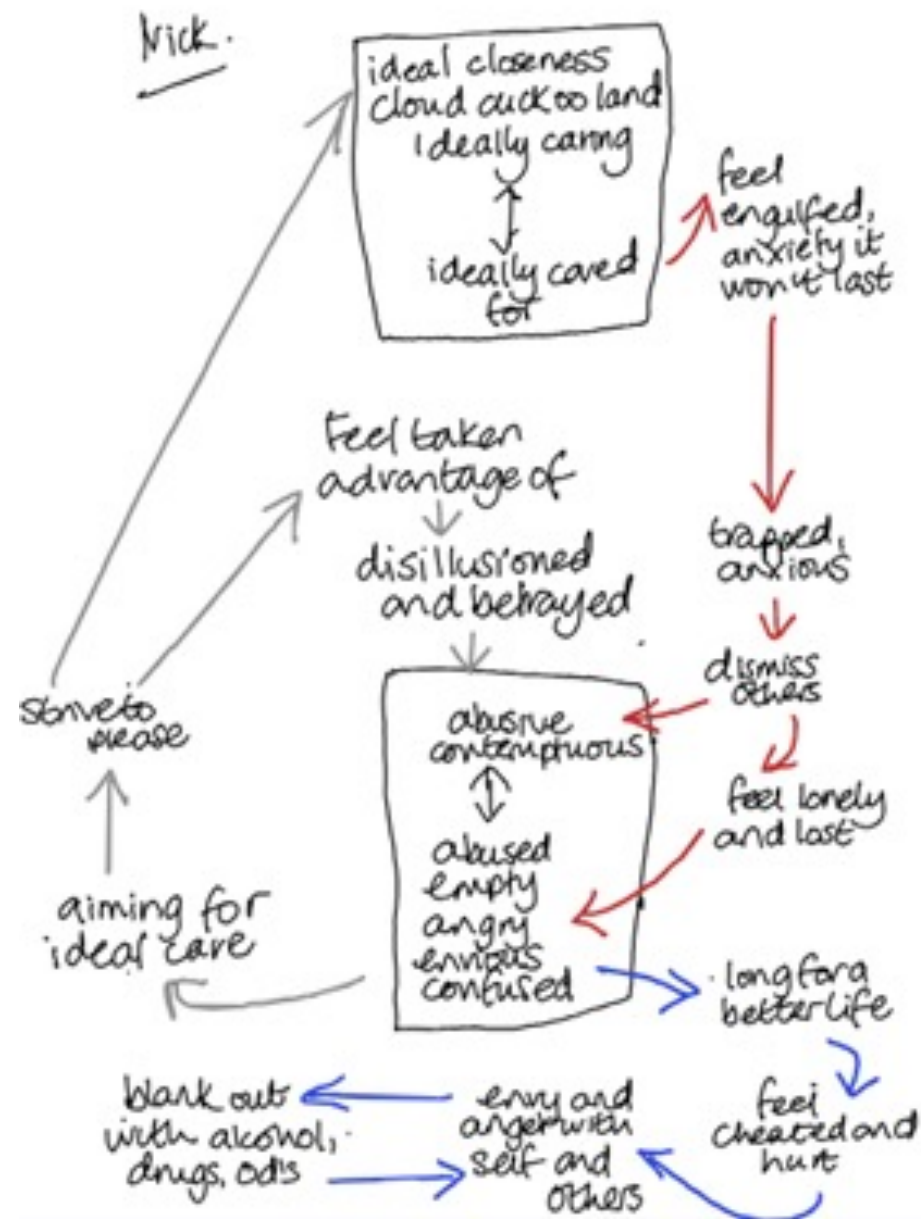 Nick.
ideal closeness
cloud cuckoo land
Ideally caring
ideally cared
for
feel
engulfed,
anxiety it
won't last
Feel taken
advantage of
disillusioned
and betrayed
trapped,
anxious
dismiss
others
feel lonely
and lost
strive to
please
aiming for
ideal care
abusive
contemptuous
abused
empty
angry
envious
confused
long for a
better life
feel
cheated and
hurt
envy and
anger with
self and
others
blank out
with alcohol,
drugs, od's